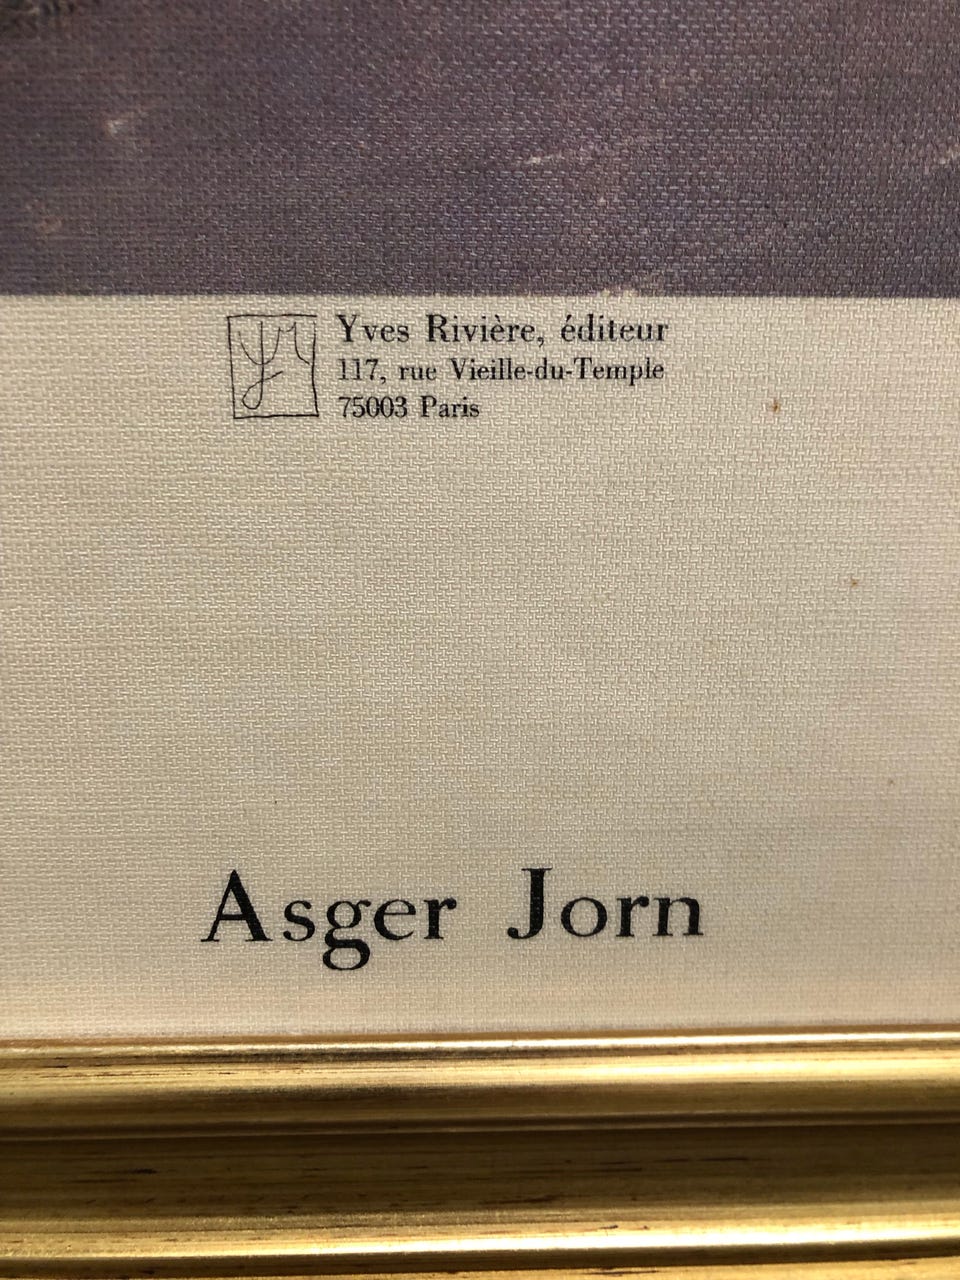 Yves Rivière, éditeur
117, rue Vieille-du-Temple
75003 Paris
Asger Jorn